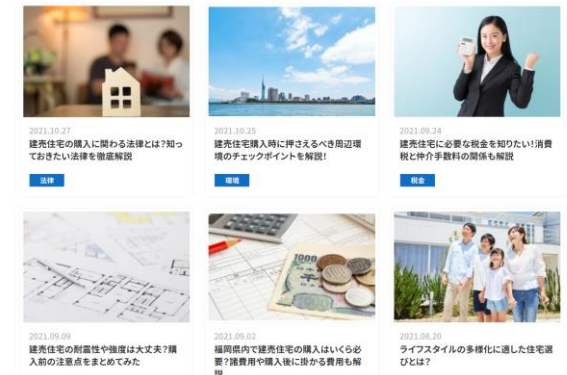 2021.10.27
建売住宅の購入に関わる法律とは?知っ
ておきたい法律を徹底解説
法律
2021.10.25
建売住宅購入時に押さえるべき周辺環
境のチェックポイントを解説!
環境
2021.09.24
建売住宅に必要な税金を知りたい!消費
税と仲介手数料の関係も解説
税金
2021.09.09
建売住宅の耐震性や強度は大丈夫?購
入前の注意点をまとめてみた
1000
2021.09.02
福岡県内で建売住宅の購入はいくら必
要?諸費用や購入後に掛かる費用も解
説
2021.08.20
ライフスタイルの多様化に適した住宅選
びとは?